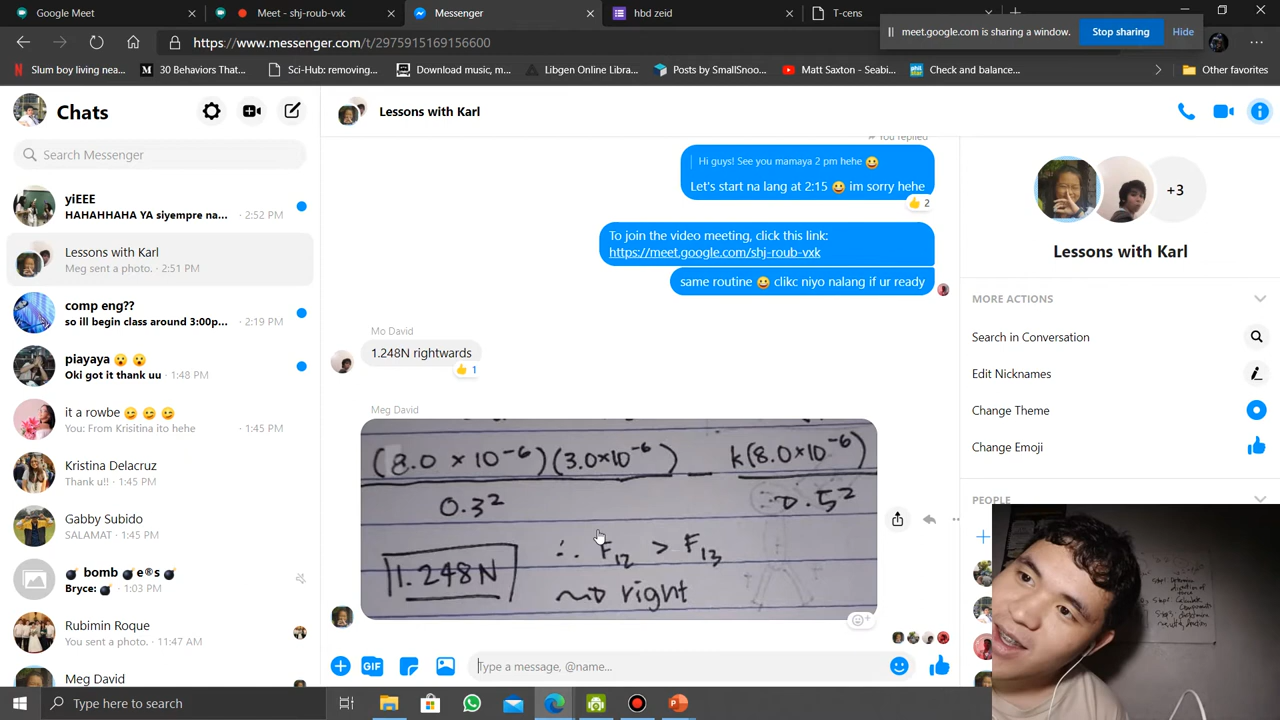 Google Meet
Meet - shj-roub-vxk
Messenger
hbd zeid
T-cens
meet.google.com is sharing a window.
Stop sharing
Hide
https://www.messenger.com/t/2975915169156600
Slum boy living nea...
30 Behaviors That...
Sci-Hub: removing...
Download music, m...
Libgen Online Libra...
Posts by SmallSnoo...
Matt Saxton - Seabi...
Check and balance...
Other favorites
Chats
Search Messenger
yiEEE
HAHAHHAHA YA siyempre na... · 2:52 PM
Lessons with Karl
Meg sent a photo. · 2:51 PM
comp eng??
so ill begin class around 3:00p... · 2:19 PM
piayaya 😮 😮
Oki got it thank uu · 1:48 PM
it a rowbe 😋 😋 😋
You: From Krisitina ito hehe · 1:45 PM
Kristina Delacruz
Thank u!! · 1:45 PM
Gabby Subido
SALAMAT · 1:45 PM
💣 bomb 💣e®s 💣
Bryce: 💣 · 1:03 PM
Rubimin Roque
You sent a photo. · 11:47 AM
Meg David
Lessons with Karl
You replied
Hi guys! See you mamaya 2 pm hehe 😀
Let's start na lang at 2:15 😀 im sorry hehe
👍 2
To join the video meeting, click this link:
https://meet.google.com/shj-roub-vxk
same routine 😀 clikc niyo nalang if ur ready
Mo David
1.248N rightwards
👍 1
Meg David
(8.0 × 10⁻⁶)(3.0×10⁻⁶) — k(8.0×10⁻⁶)
0.3² 0.5²
∴ F₁₂ > F₁₃
1.248N
right
GIF
Type a message, @name...
+3
Lessons with Karl
MORE ACTIONS
Search in Conversation
Edit Nicknames
Change Theme
Change Emoji
PEOPLE
Type here to search